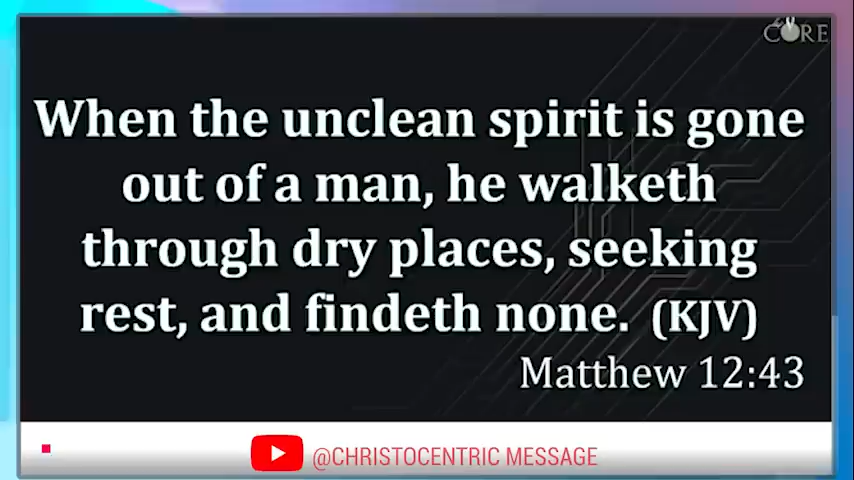 CORE
When the unclean spirit is gone
out of a man, he walketh
through dry places, seeking
rest, and findeth none. (KJV)
Matthew 12:43
@CHRISTOCENTRIC MESSAGE